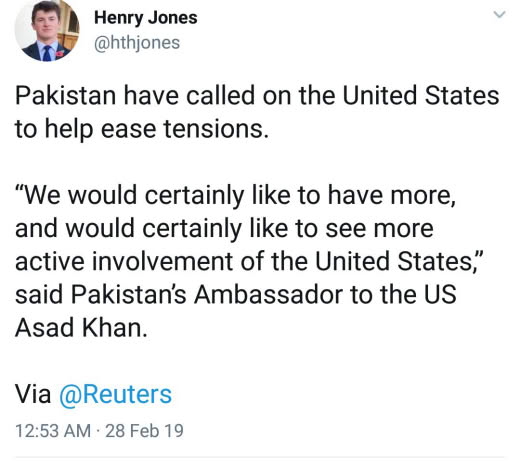 Henry Jones
@hthjones
Pakistan have called on the United States
to help ease tensions.
“We would certainly like to have more,
and would certainly like to see more
active involvement of the United States,”
said Pakistan’s Ambassador to the US
Asad Khan.
Via @Reuters
12:53 AM · 28 Feb 19